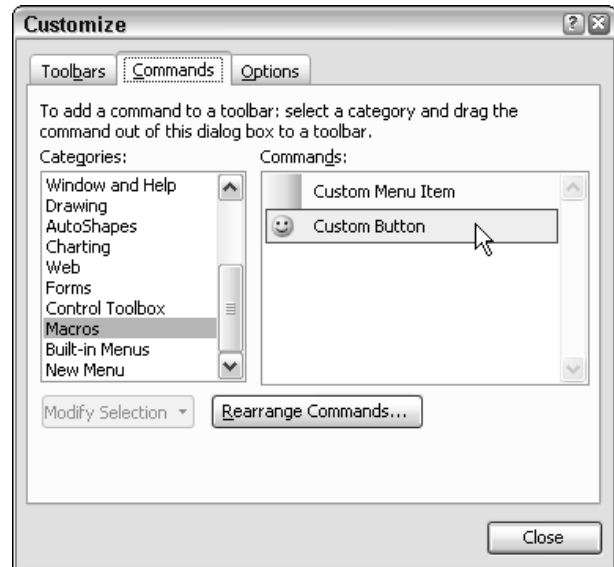 Customize
Toolbars Commands Options
To add a command to a toolbar: select a category and drag the
command out of this dialog box to a toolbar.
Categories: Commands:
Window and Help
Drawing
AutoShapes
Charting
Web
Forms
Control Toolbox
Macros
Built-in Menus
New Menu
Custom Menu Item
Custom Button
Modify Selection
Rearrange Commands...
Close